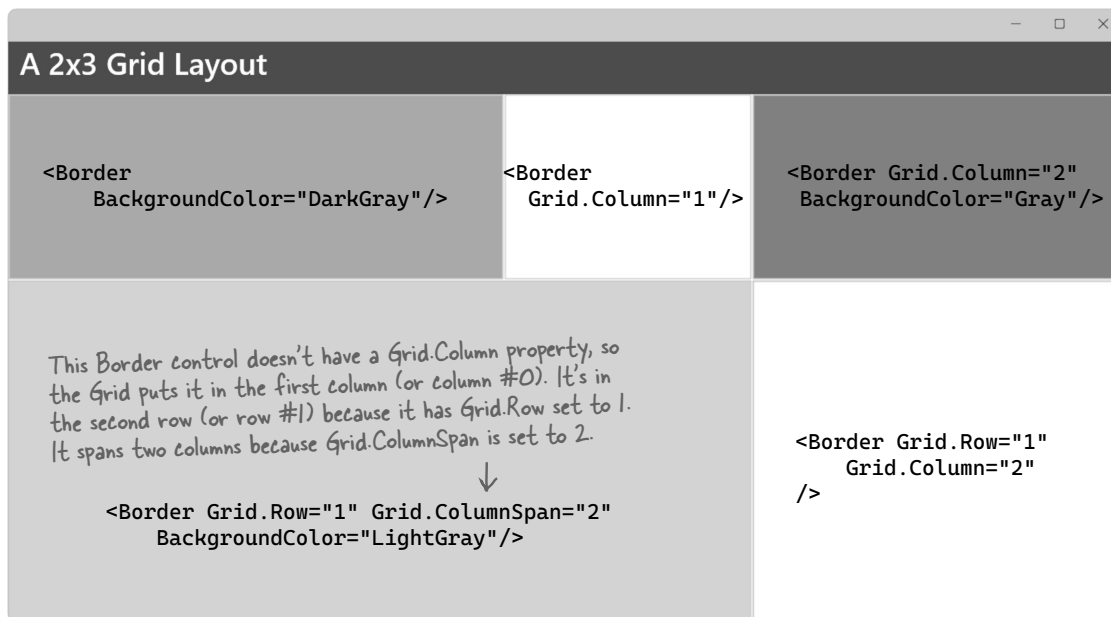 A 2x3 Grid Layout
<Border
BackgroundColor="DarkGray"/>
<Border
Grid.Column="1"/>
<Border Grid.Column="2"
BackgroundColor="Gray"/>
This Border control doesn't have a Grid.Column property, so
the Grid puts it in the first column (or column #0). It's in
the second row (or row #1) because it has Grid.Row set to 1.
It spans two columns because Grid.ColumnSpan is set to 2.
<Border Grid.Row="1" Grid.ColumnSpan="2"
BackgroundColor="LightGray"/>
<Border Grid.Row="1"
Grid.Column="2"
/>